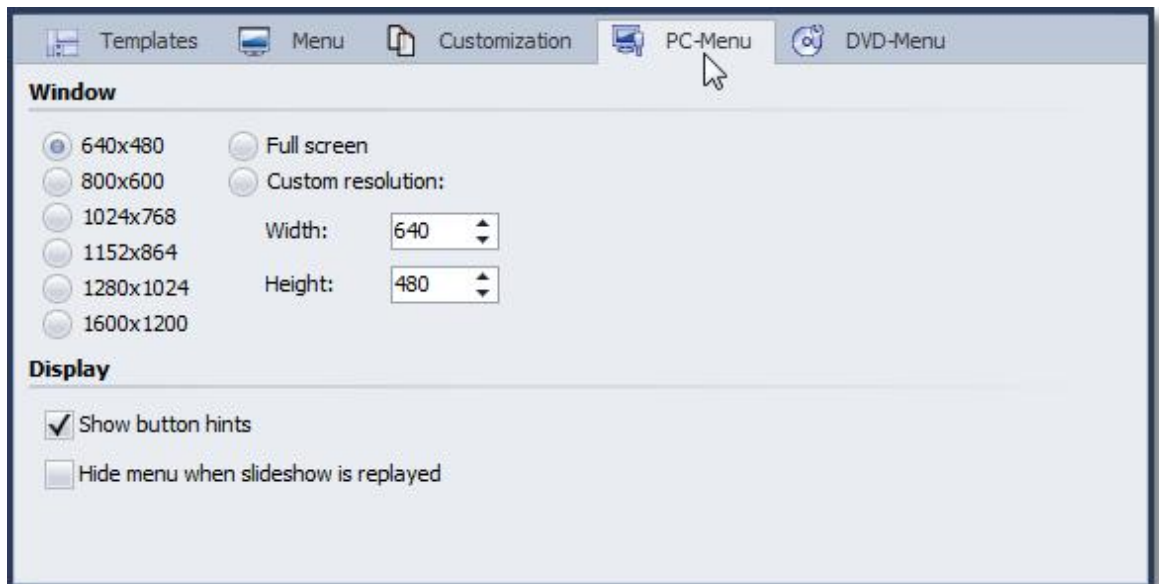 Templates Menu Customization PC-Menu DVD-Menu
Window
640x480 Full screen
800x600 Custom resolution:
1024x768
Width: 640
1152x864
1280x1024
Height: 480
1600x1200
Display
Show button hints
Hide menu when slideshow is replayed